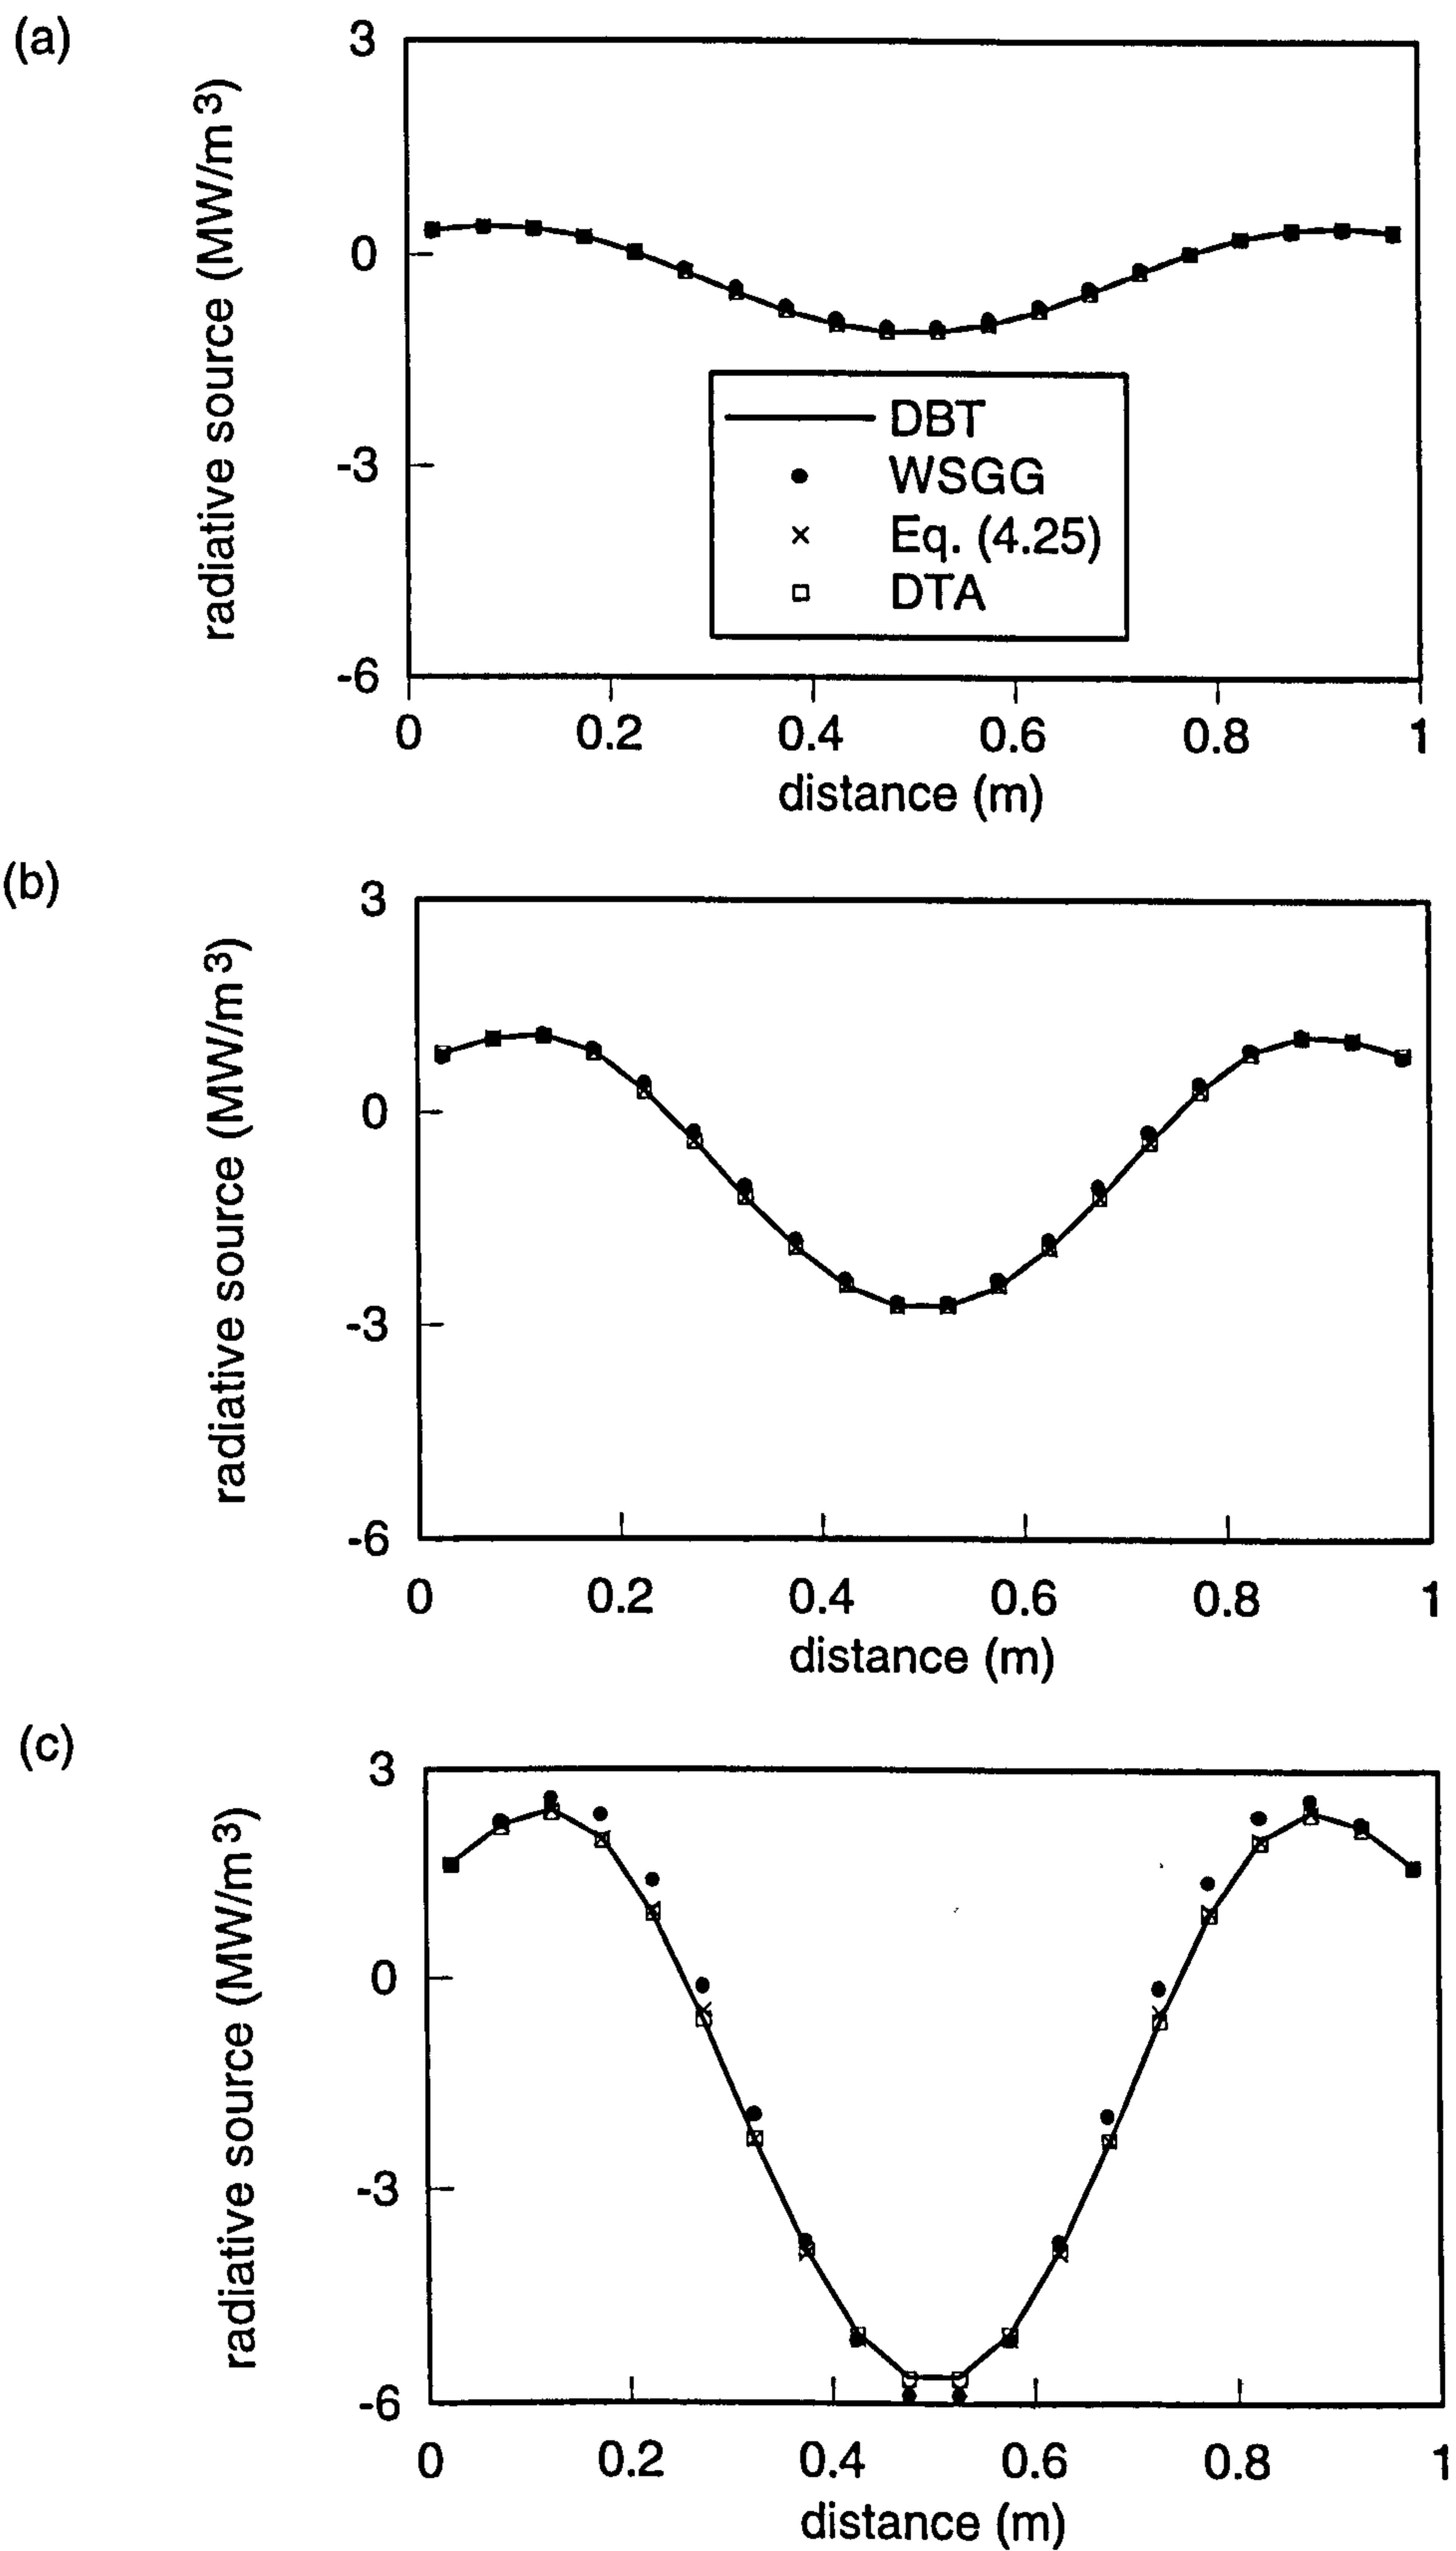 (a)
radiative source (MW/m³)
3
0
-3
-6
DBT
WSGG
Eq. (4.25)
DTA
0 0.2 0.4 0.6 0.8 1
distance (m)
(b)
radiative source (MW/m³)
3
0
-3
-6
0 0.2 0.4 0.6 0.8 1
distance (m)
(c)
radiative source (MW/m³)
3
0
-3
-6
0 0.2 0.4 0.6 0.8 1
distance (m)